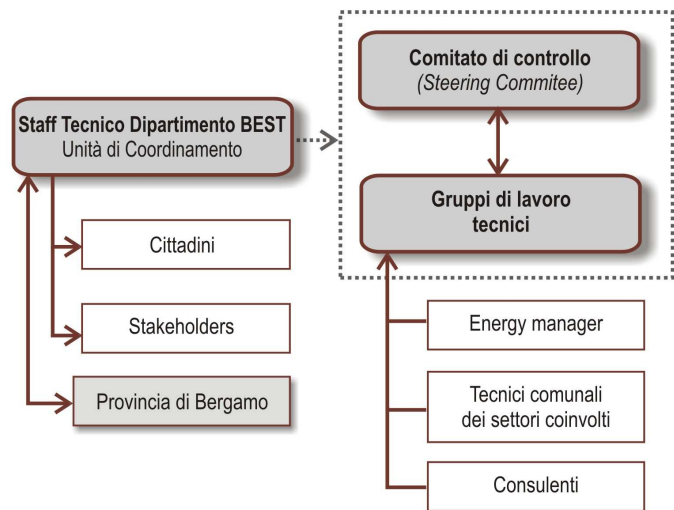 Comitato di controllo
(Steering Commitee)
Staff Tecnico Dipartimento BEST
Unità di Coordinamento
Gruppi di lavoro
tecnici
Cittadini
Stakeholders
Provincia di Bergamo
Energy manager
Tecnici comunali
dei settori coinvolti
Consulenti